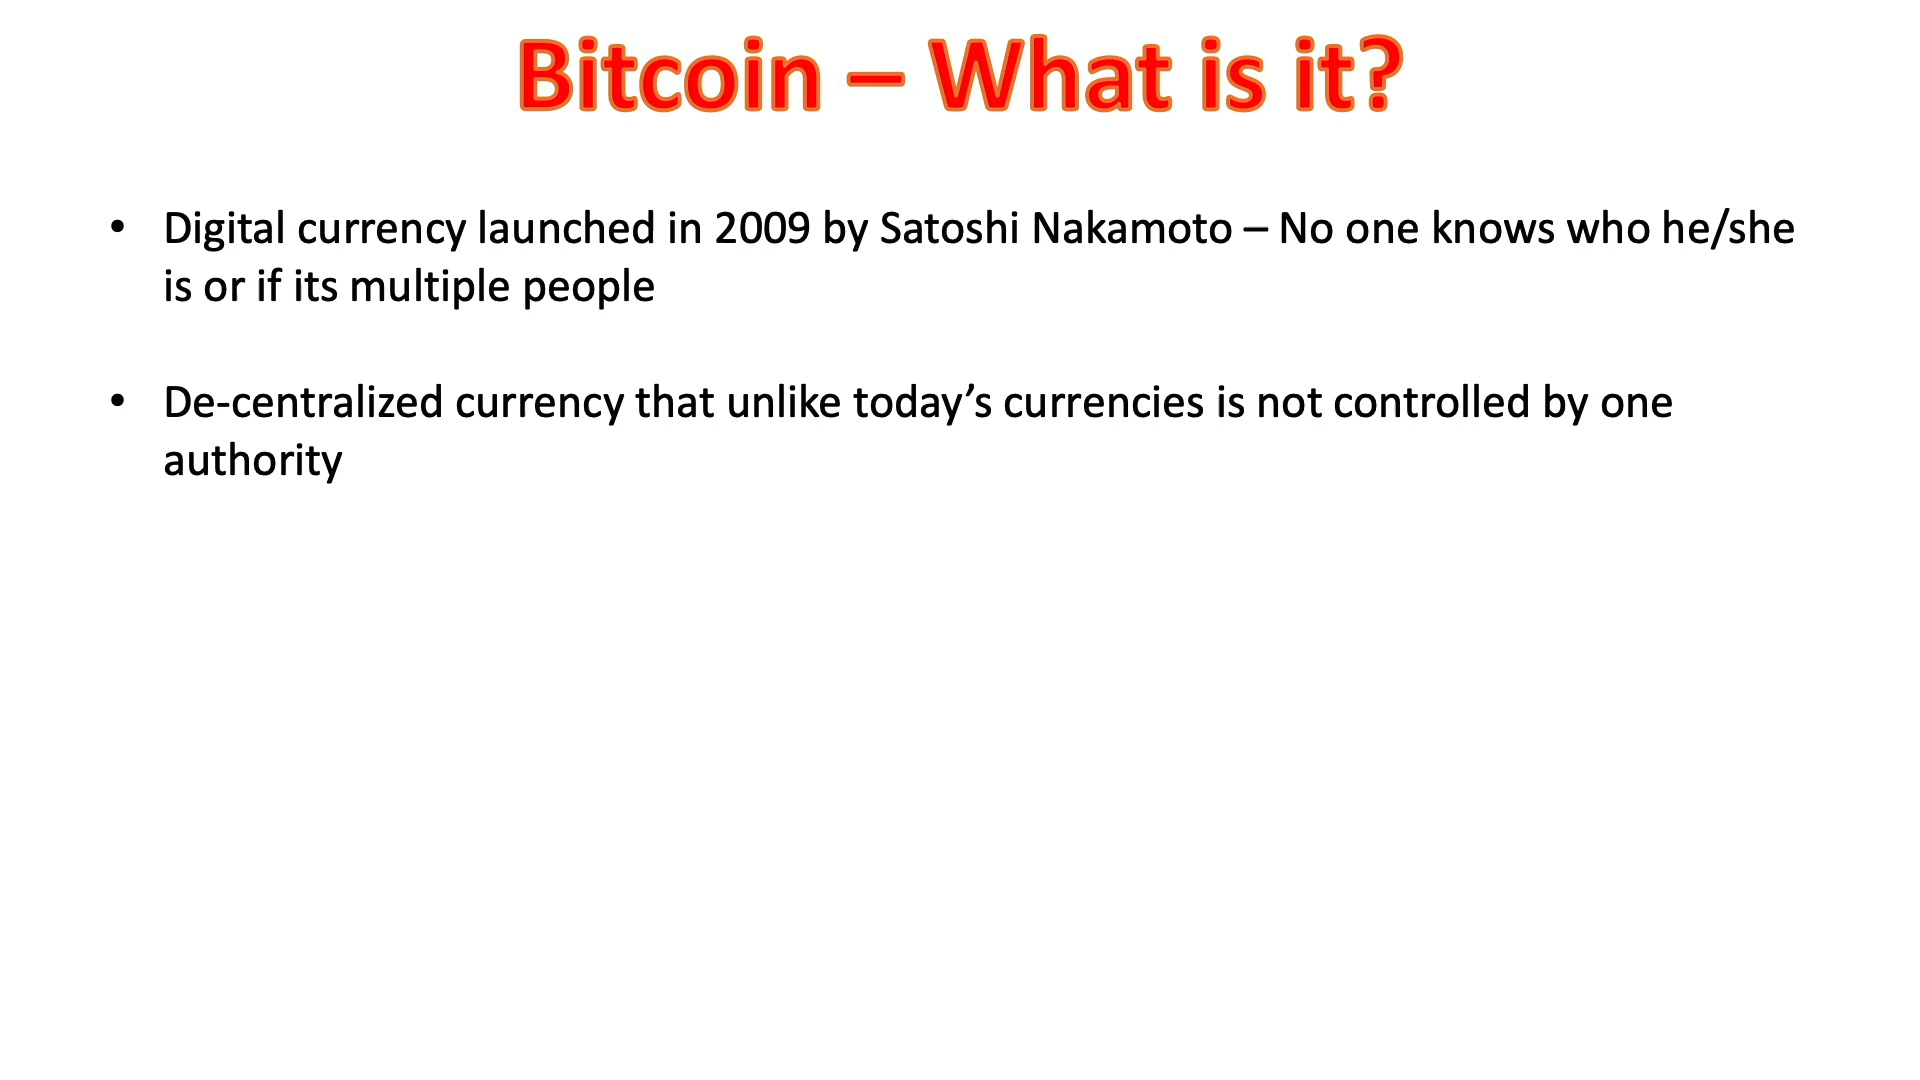 Bitcoin – What is it?
• Digital currency launched in 2009 by Satoshi Nakamoto – No one knows who he/she
is or if its multiple people
• De-centralized currency that unlike today’s currencies is not controlled by one
authority